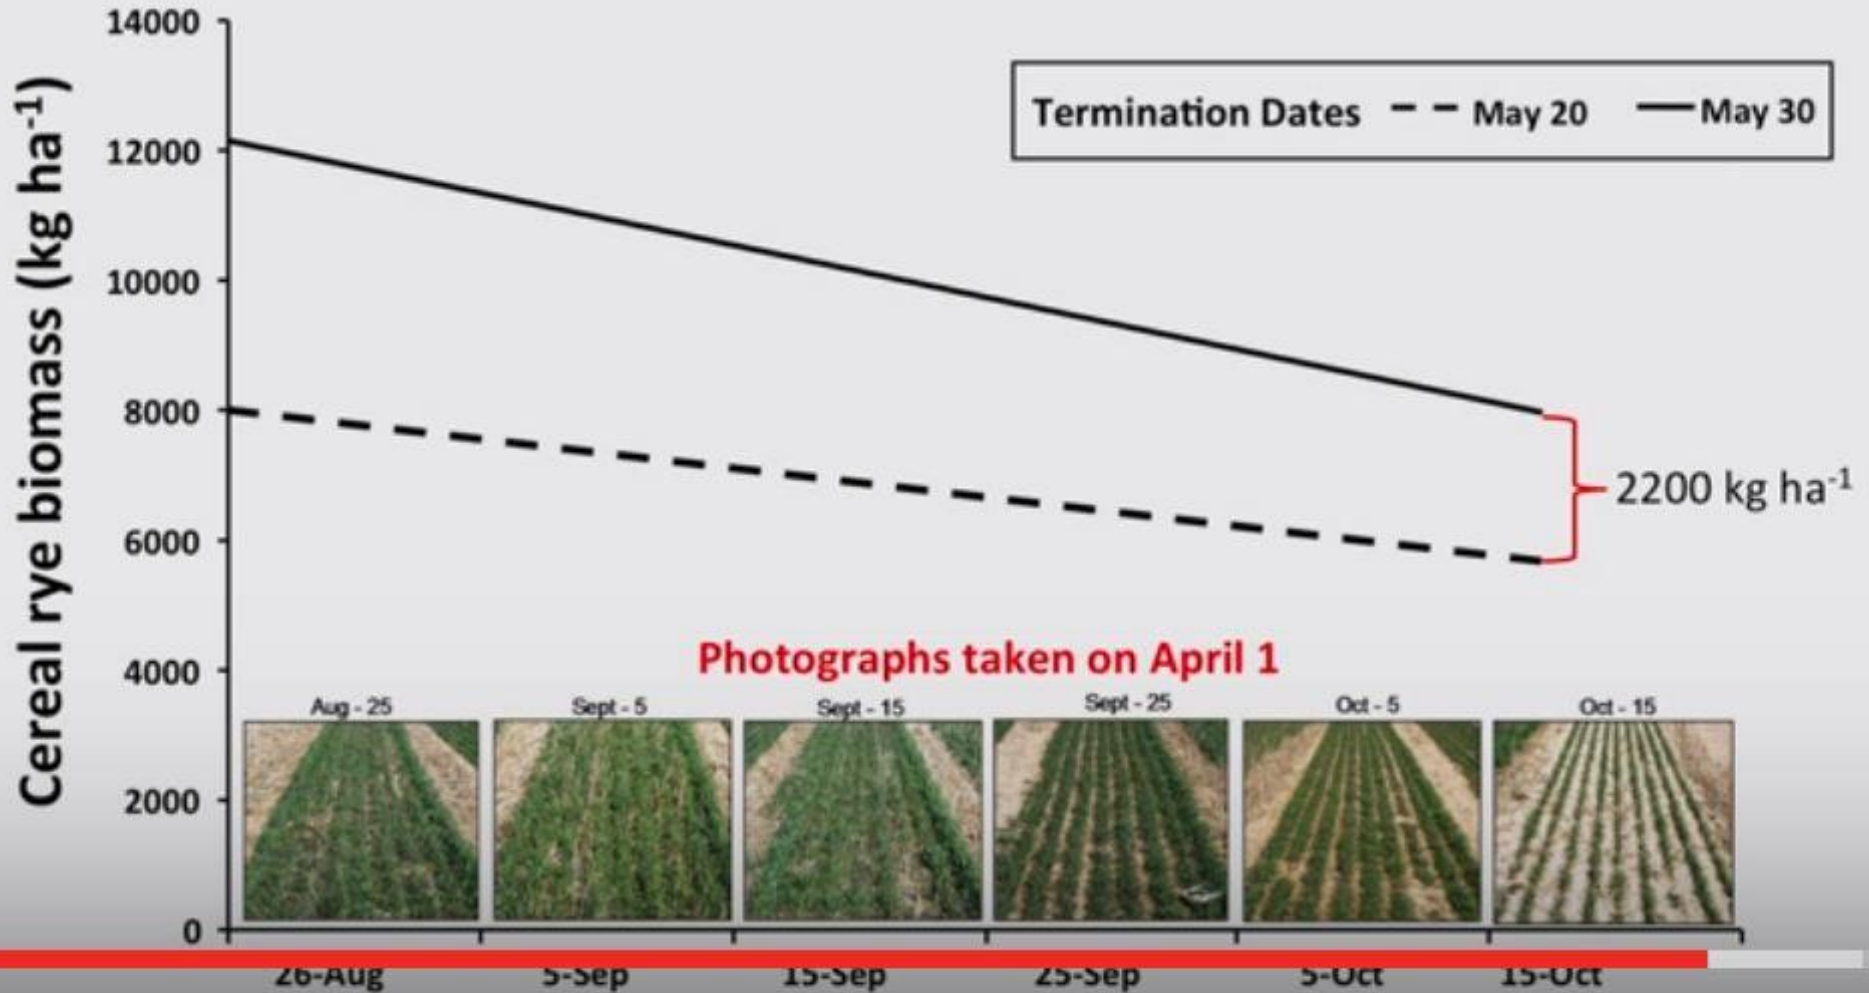 14000
Termination Dates May 20 May 30
12000
10000
8000
6000
4000
2000
0
Cereal rye biomass (kg ha⁻¹)
2200 kg ha⁻¹
Photographs taken on April 1
Aug - 25 Sept - 5 Sept - 15 Sept - 25 Oct - 5 Oct - 15
26-Aug 5-Sep 15-Sep 25-Sep 5-Oct 15-Oct